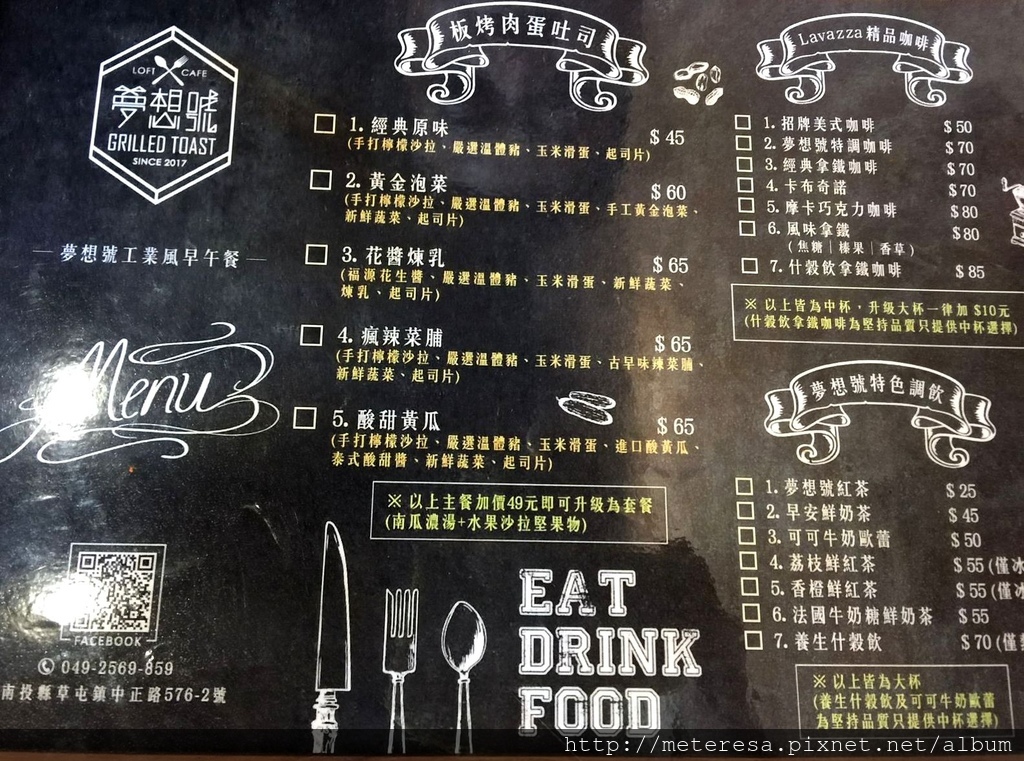 LOFT CAFE
夢想號
GRILLED TOAST
SINCE 2017
夢想號工業風早午餐
Menu
FACEBOOK
049-2569-859
南投縣草屯鎮中正路576-2號
板烤肉蛋吐司
1. 經典原味 $45
(手打檸檬沙拉、嚴選溫體豬、玉米滑蛋、起司片)
2. 黃金泡菜 $60
(手打檸檬沙拉、嚴選溫體豬、玉米滑蛋、手工黃金泡菜、
新鮮蔬菜、起司片)
3. 花醬煉乳 $65
(福源花生醬、嚴選溫體豬、玉米滑蛋、新鮮蔬菜、
煉乳、起司片)
4. 瘋辣菜脯 $65
(手打檸檬沙拉、嚴選溫體豬、玉米滑蛋、古早味辣菜脯、
新鮮蔬菜、起司片)
5. 酸甜黃瓜 $65
(手打檸檬沙拉、嚴選溫體豬、玉米滑蛋、進口酸黃瓜、
泰式酸甜醬、新鮮蔬菜、起司片)
※ 以上主餐加價49元即可升級為套餐
(南瓜濃湯+水果沙拉堅果物)
EAT
DRINK
FOOD
Lavazza精品咖啡
1. 招牌美式咖啡 $50
2. 夢想號特調咖啡 $70
3. 經典拿鐵咖啡 $70
4. 卡布奇諾 $70
5. 摩卡巧克力咖啡 $80
6. 風味拿鐵 $80
(焦糖|榛果|香草)
7. 什穀飲拿鐵咖啡 $85
※ 以上皆為中杯，升級大杯一律加 $10元
(什穀飲拿鐵咖啡為堅持品質只提供中杯選擇)
夢想號特色調飲
1. 夢想號紅茶 $25
2. 早安鮮奶茶 $45
3. 可可牛奶歐蕾 $50
4. 荔枝鮮紅茶 $55 (僅冰
5. 香橙鮮紅茶 $55 (僅冰
6. 法國牛奶糖鮮奶茶 $55
7. 養生什穀飲 $70 (僅
※ 以上皆為大杯
(養生什穀飲及可可牛奶歐蕾
為堅持品質只提供中杯選擇)
http://meteresa.pixnet.net/album